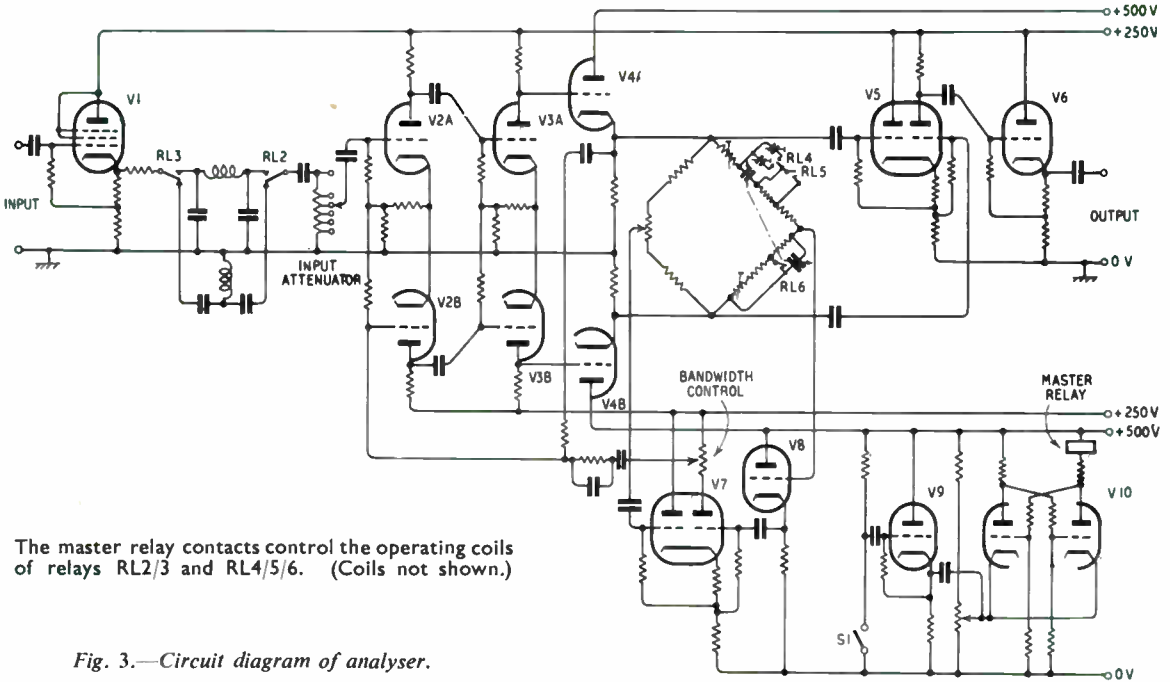 +500V
+250V
V1
V2A
V3A
V4A
V5
V6
RL3
RL2
RL4
RL5
INPUT
INPUT
ATTENUATOR
OUTPUT
0V
RL6
V2B
V3B
V4B
BANDWIDTH
CONTROL
MASTER
RELAY
+250V
+500V
V7
V8
V9
V10
S1
0V
The master relay contacts control the operating coils
of relays RL2/3 and RL4/5/6. (Coils not shown.)
Fig. 3.—Circuit diagram of analyser.